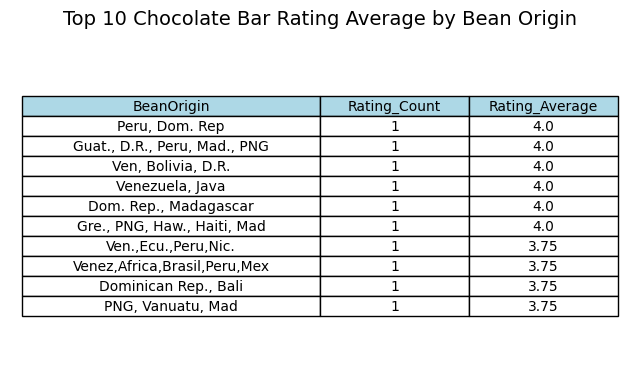 Top 10 Chocolate Bar Rating Average by Bean Origin
BeanOrigin Rating_Count Rating_Average
Peru, Dom. Rep 1 4.0
Guat., D.R., Peru, Mad., PNG 1 4.0
Ven, Bolivia, D.R. 1 4.0
Venezuela, Java 1 4.0
Dom. Rep., Madagascar 1 4.0
Gre., PNG, Haw., Haiti, Mad 1 4.0
Ven.,Ecu.,Peru,Nic. 1 3.75
Venez,Africa,Brasil,Peru,Mex 1 3.75
Dominican Rep., Bali 1 3.75
PNG, Vanuatu, Mad 1 3.75